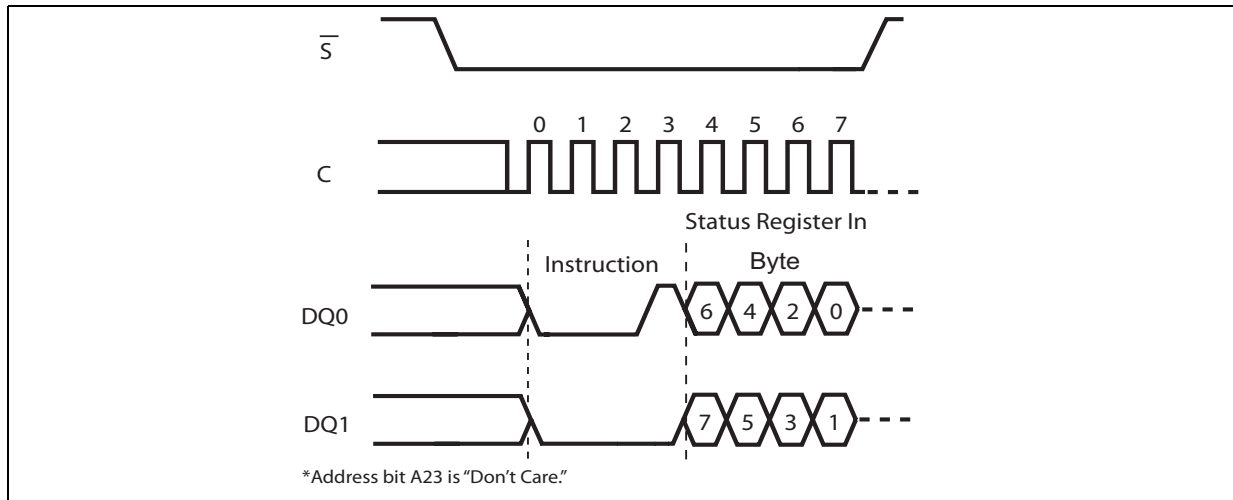 S
0 1 2 3 4 5 6 7
C
Status Register In
Instruction Byte
DQ0 6 4 2 0
DQ1 7 5 3 1
*Address bit A23 is “Don’t Care.”